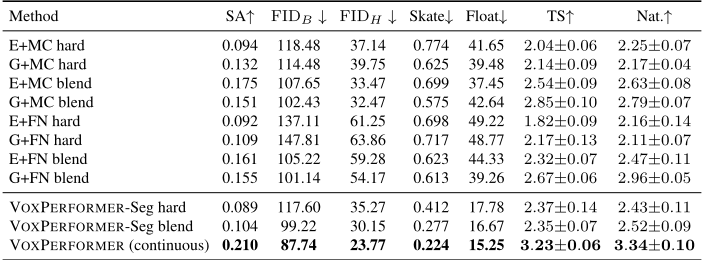 Method SA↑ FID_B ↓ FID_H ↓ Skate↓ Float↓ TS↑ Nat.↑
E+MC hard 0.094 118.48 37.14 0.774 41.65 2.04±0.06 2.25±0.07
G+MC hard 0.132 114.48 39.75 0.625 39.48 2.14±0.09 2.17±0.04
E+MC blend 0.175 107.65 33.47 0.699 37.45 2.54±0.09 2.63±0.08
G+MC blend 0.151 102.43 32.47 0.575 42.64 2.85±0.10 2.79±0.07
E+FN hard 0.092 137.11 61.25 0.698 49.22 1.82±0.09 2.16±0.14
G+FN hard 0.109 147.81 63.86 0.717 48.77 2.17±0.13 2.11±0.07
E+FN blend 0.161 105.22 59.28 0.623 44.33 2.32±0.07 2.47±0.11
G+FN blend 0.155 101.14 54.17 0.613 39.26 2.67±0.06 2.96±0.05
VOXPERFORMER-Seg hard 0.089 117.60 35.27 0.412 17.78 2.37±0.14 2.43±0.11
VOXPERFORMER-Seg blend 0.104 99.22 30.15 0.277 16.67 2.35±0.07 2.52±0.09
VOXPERFORMER (continuous) 0.210 87.74 23.77 0.224 15.25 3.23±0.06 3.34±0.10